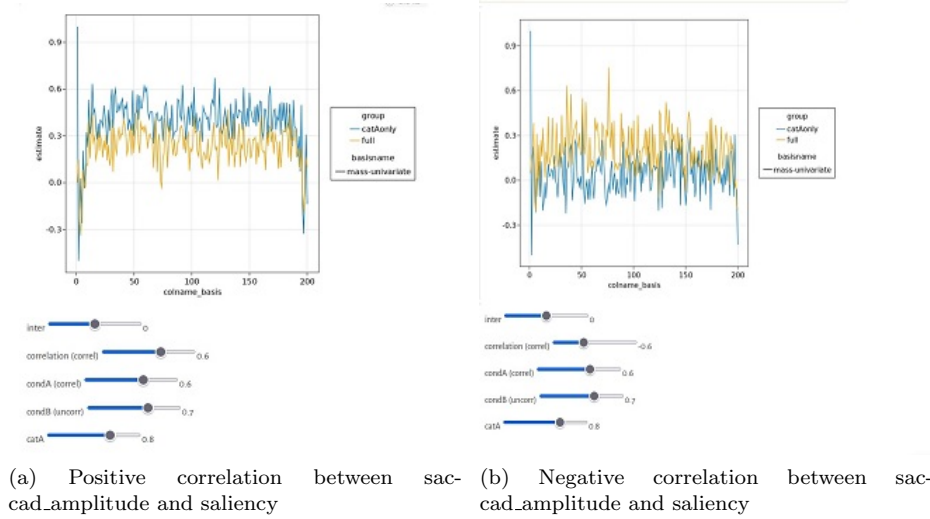 0.9
0.6
0.3
0.0
-0.3
estimate
0
50
100
150
200
colname_basis
group
catAonly
full
basisname
mass-univariate
inter
0
correlation (correl)
0.6
condA (correl)
0.6
condB (uncorr)
0.7
catA
0.8
(a) Positive correlation between sac-
cad_amplitude and saliency
0.9
0.6
0.3
0.0
-0.3
estimate
0
50
100
150
200
colname_basis
group
catAonly
full
basisname
mass-univariate
inter
0
correlation (correl)
-0.6
condA (correl)
0.6
condB (uncorr)
0.7
catA
0.8
(b) Negative correlation between sac-
cad_amplitude and saliency